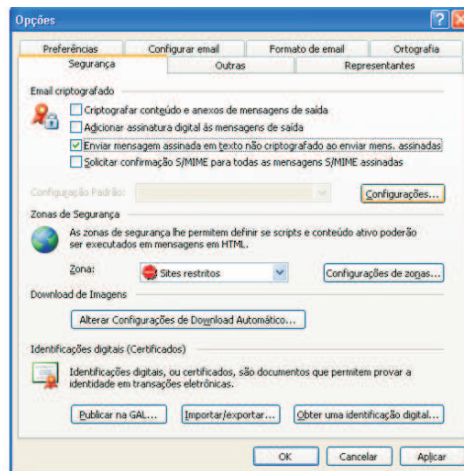 Opções
Preferências Configurar email Formato de email Ortografia
Segurança Outras Representantes
Email criptografado
Criptografar conteúdo e anexos de mensagens de saída
Adicionar assinatura digital às mensagens de saída
Enviar mensagem assinada em texto não criptografado ao enviar mens. assinadas
Solicitar confirmação S/MIME para todas as mensagens S/MIME assinadas
Configuração Padrão: Configurações...
Zonas de Segurança
As zonas de segurança lhe permitem definir se scripts e conteúdo ativo poderão
ser executados em mensagens em HTML.
Zona: Sites restritos Configurações de zonas...
Download de Imagens
Alterar Configurações de Download Automático...
Identificações digitais (Certificados)
Identificações digitais, ou certificados, são documentos que permitem provar a
identidade em transações eletrônicas.
Publicar na GAL... Importar/exportar... Obter uma identificação digital...
OK Cancelar Aplicar